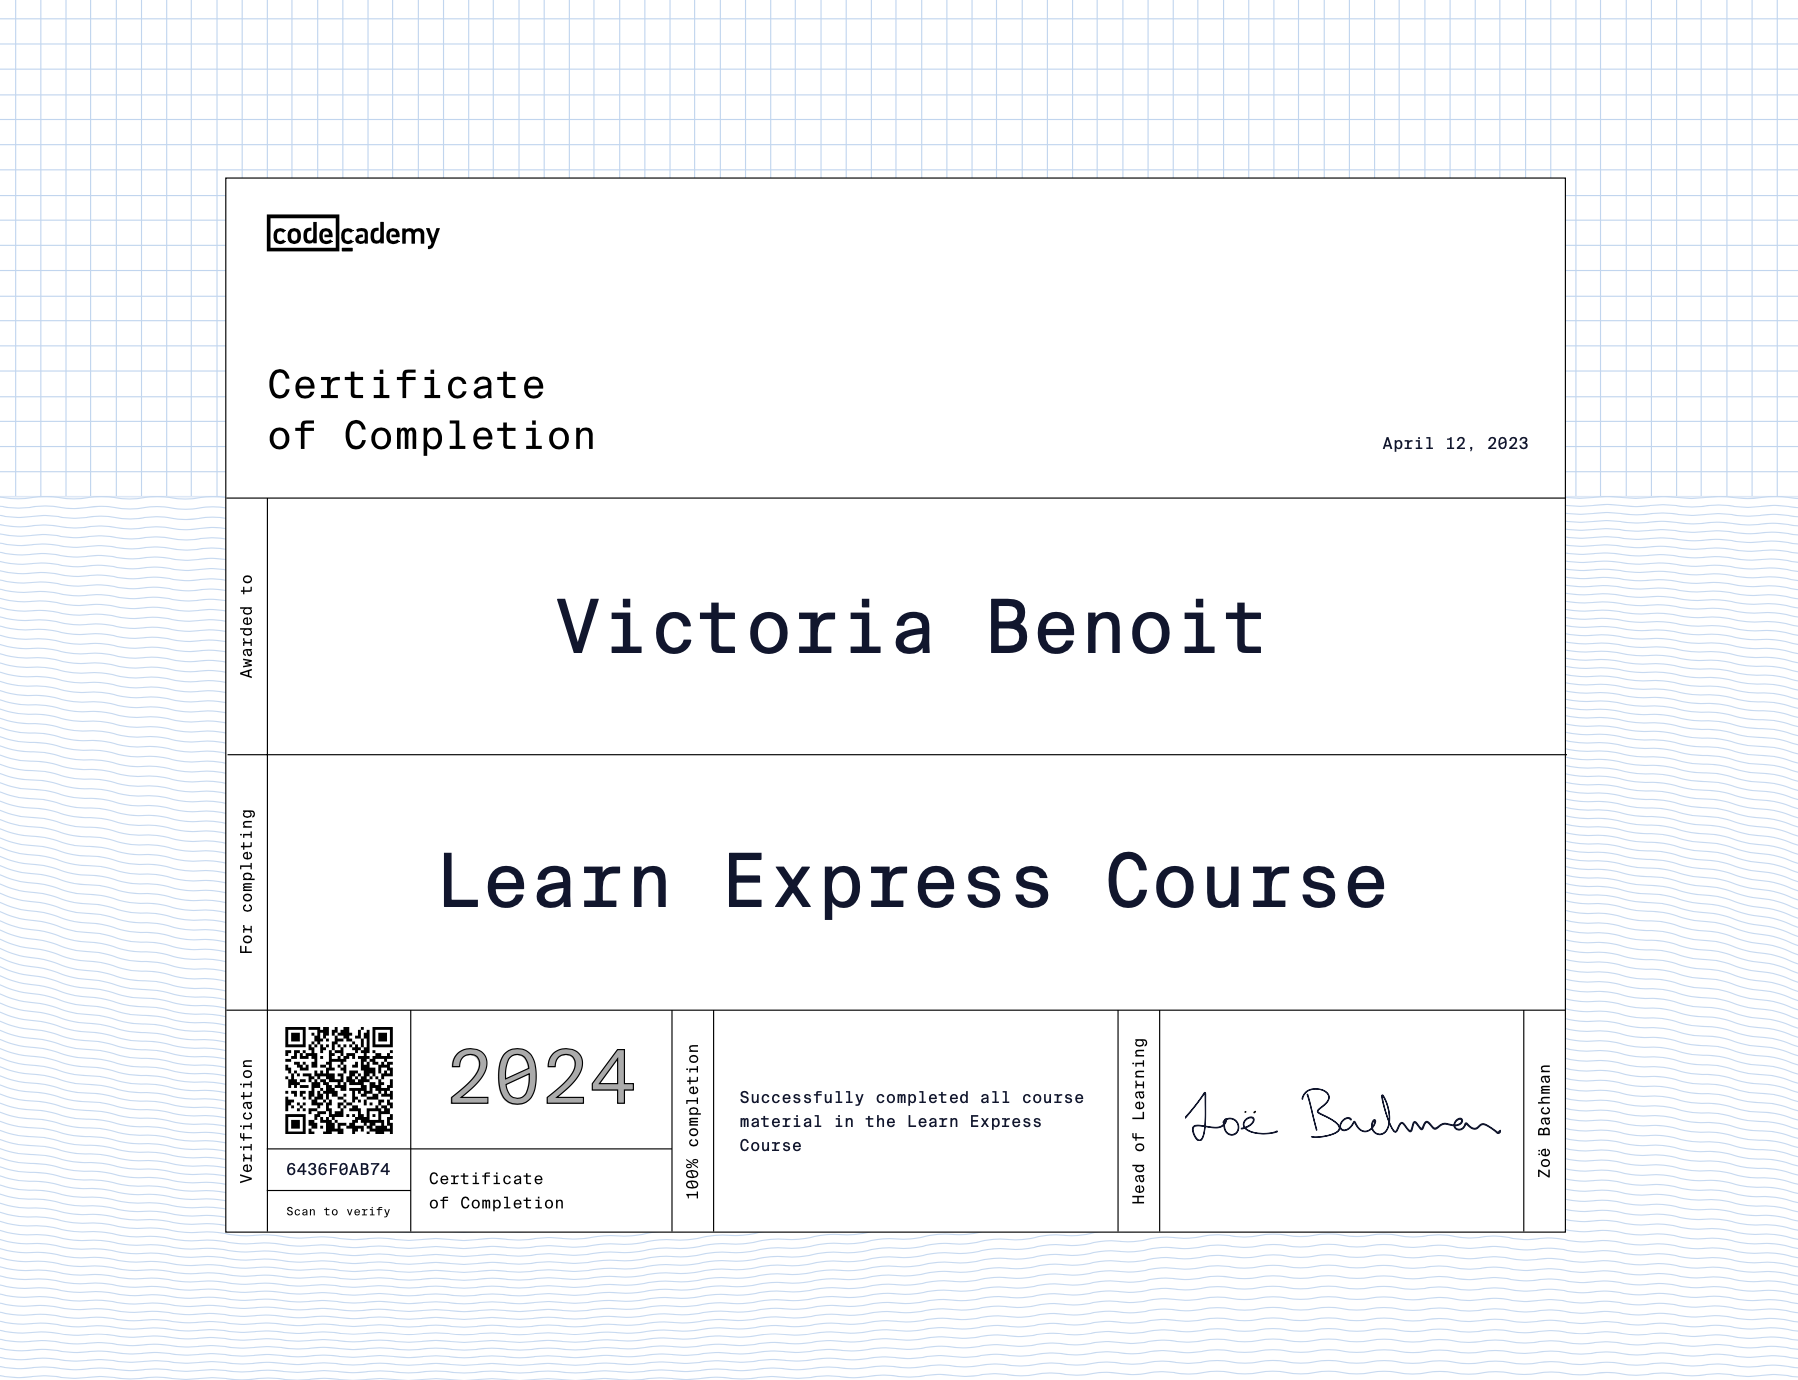 codecademy
Certificate
of Completion
April 12, 2023
Awarded to
Victoria Benoit
For completing
Learn Express Course
Verification
6436F0AB74
Scan to verify
2024
Certificate
of Completion
100% completion
Successfully completed all course
material in the Learn Express
Course
Head of Learning
Zoë Bachman
Zoë Bachman